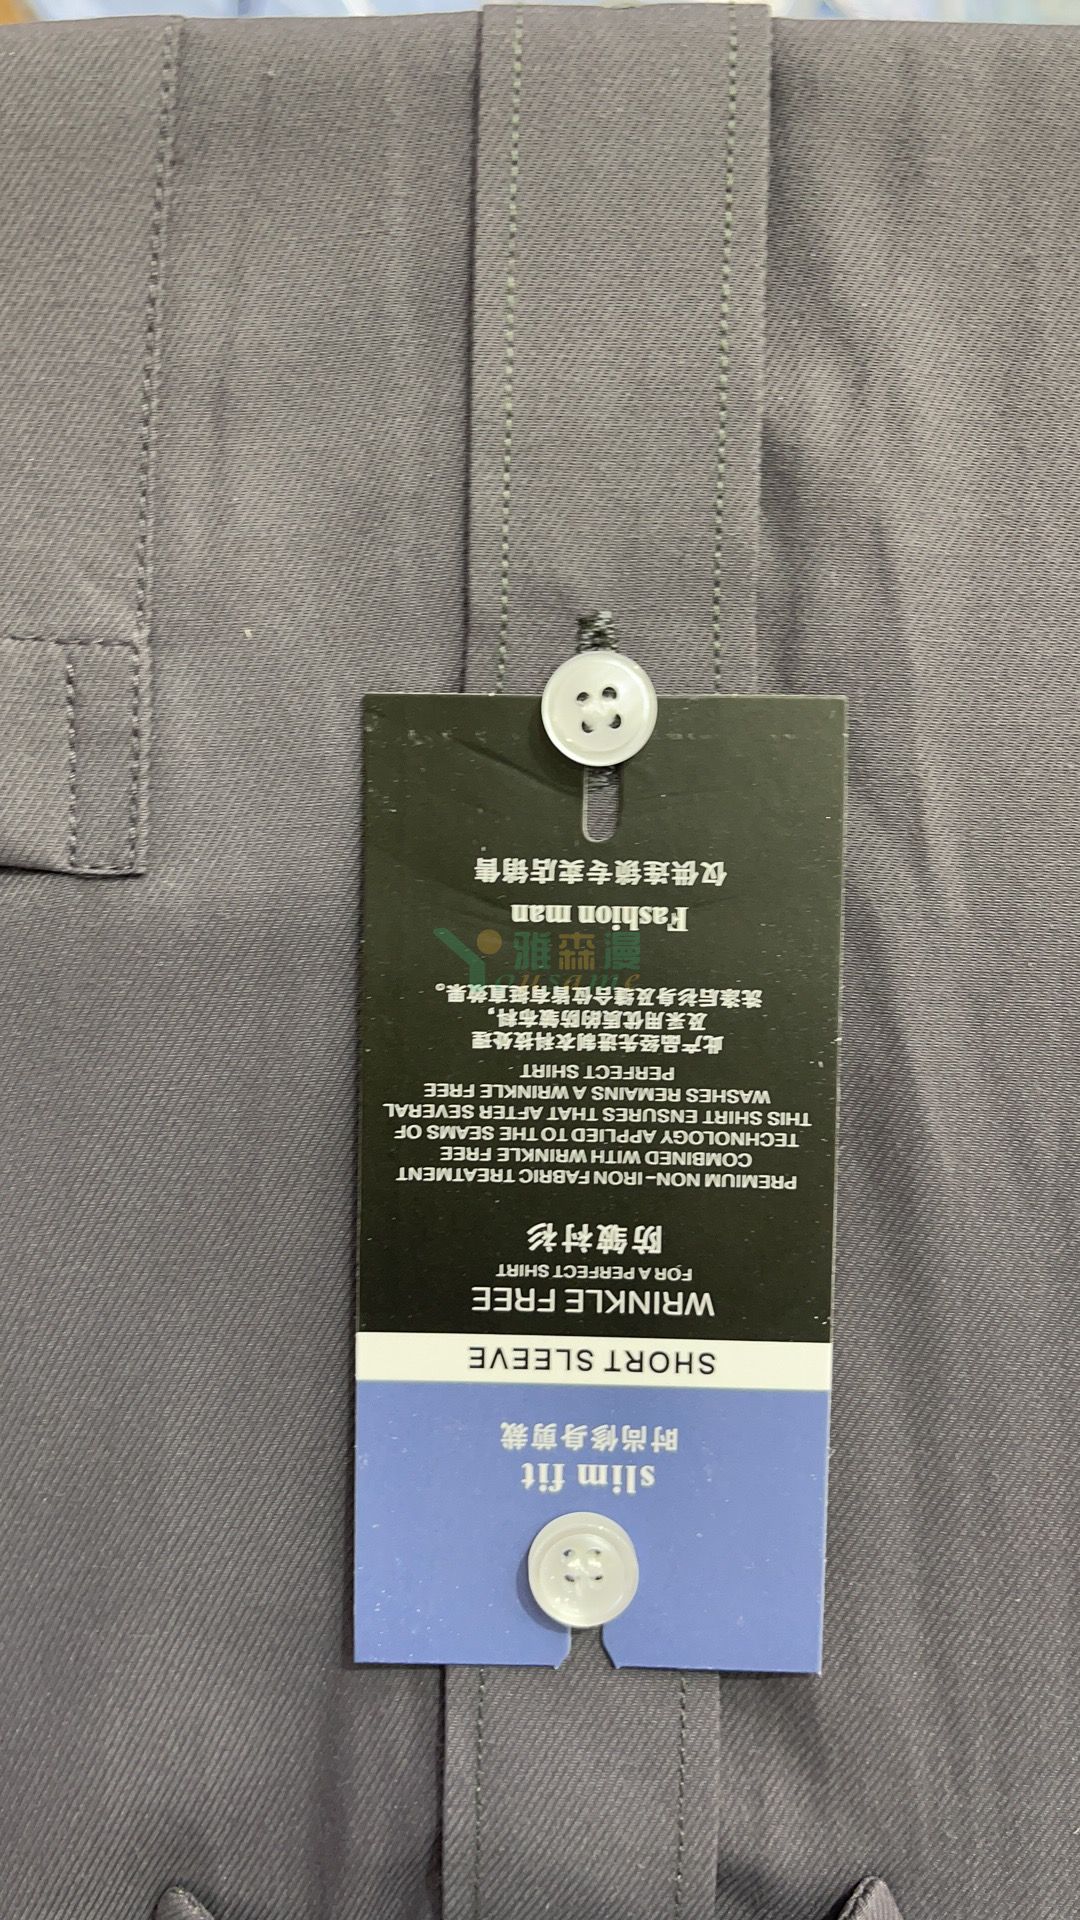 slim fit
时尚修身剪裁
SHORT SLEEVE
WRINKLE FREE
FOR A PERFECT SHIRT
防皱衬衫
PREMIUM NON-IRON FABRIC TREATMENT
COMBINED WITH WRINKLE FREE
TECHNOLOGY APPLIED TO THE SEAMS OF
THIS SHIRT ENSURES THAT AFTER SEVERAL
WASHES REMAINS A WRINKLE FREE
PERFECT SHIRT
此产品经先进制衣科技处理
及采用优质的防皱布料，
洗涤后衫身及缝合位皆有挺直效果。
Fashion man
仅供连锁专卖店销售
雅森漫
Yousame